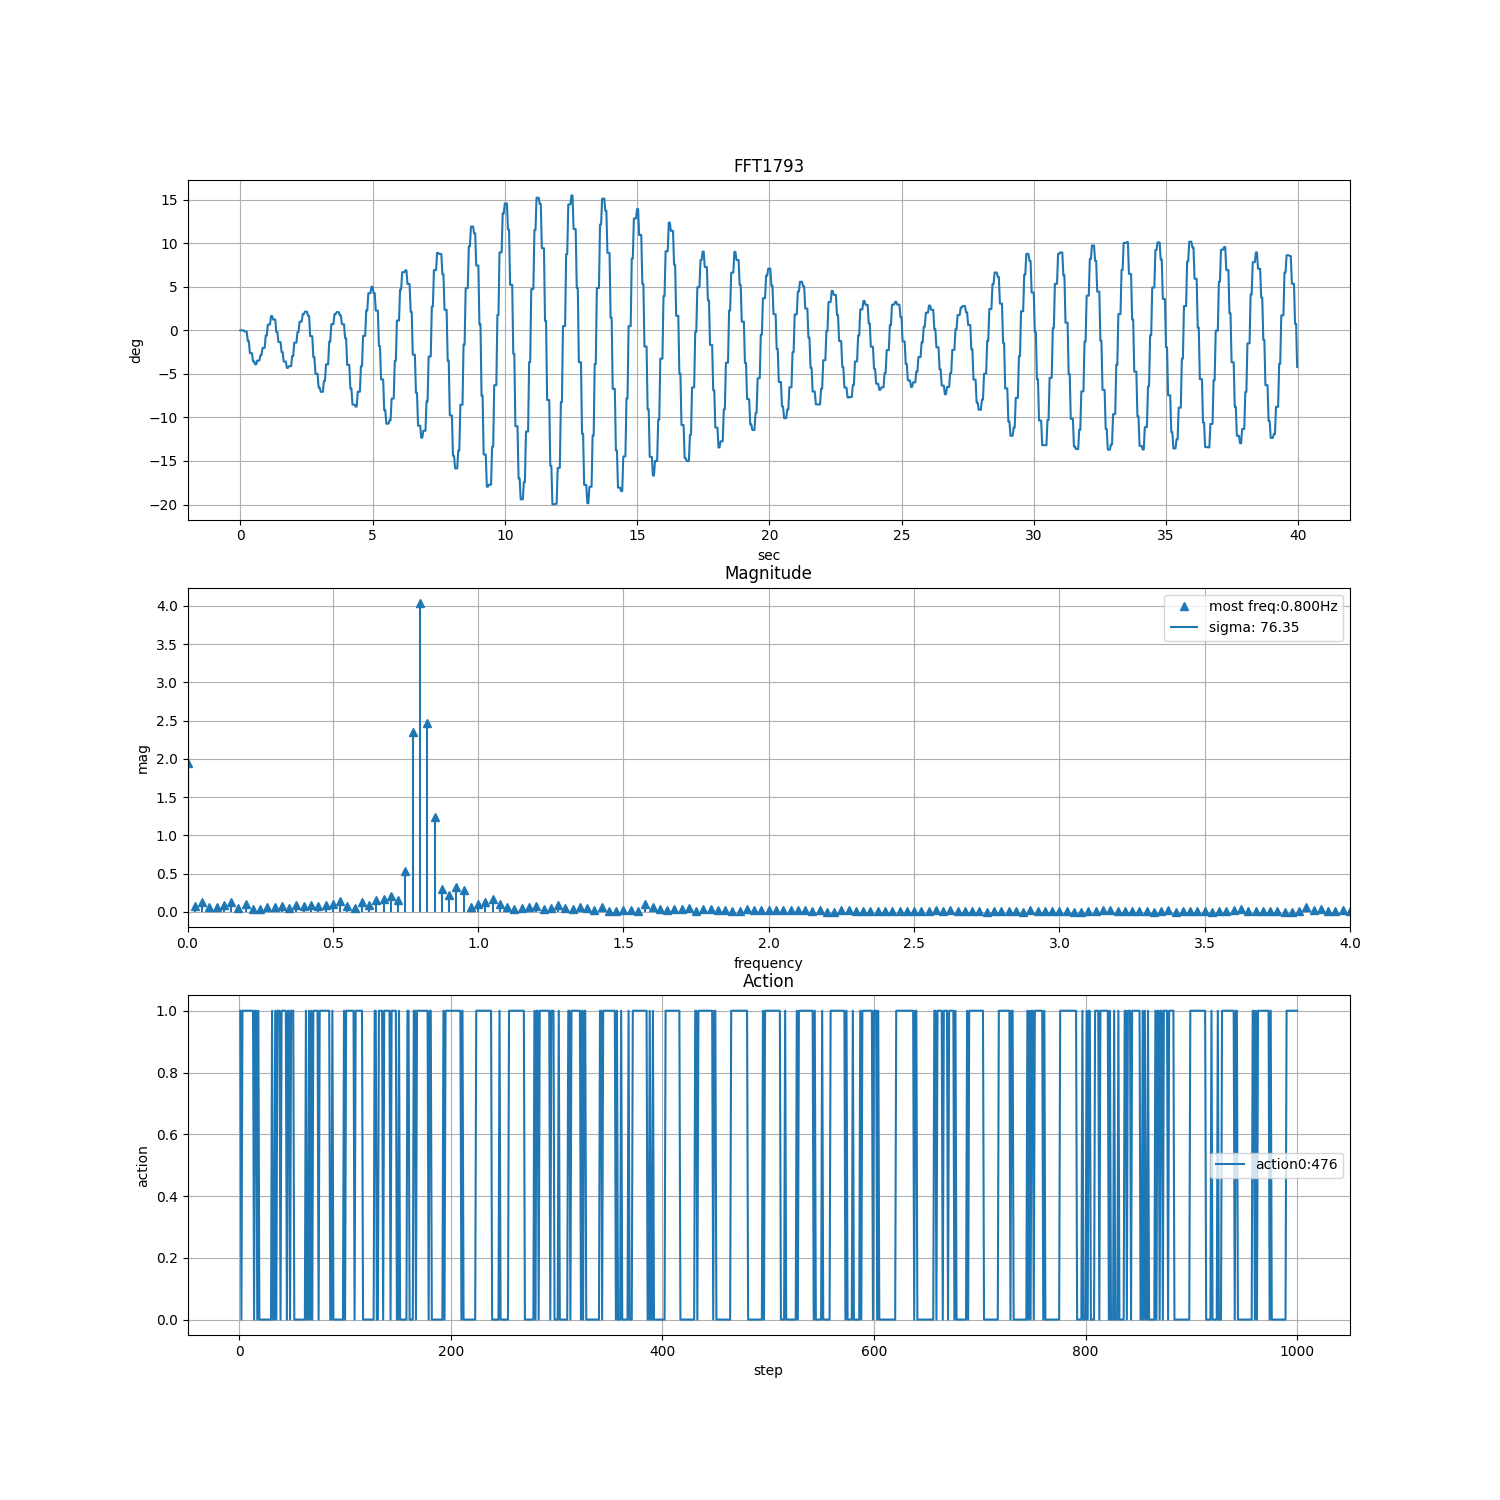 FFT1793
15
10
5
0
−5
−10
−15
−20
deg
0 5 10 15 20 25 30 35 40
sec
Magnitude
4.0
3.5
3.0
2.5
2.0
1.5
1.0
0.5
0.0
mag
most freq:0.800Hz
sigma: 76.35
0.0 0.5 1.0 1.5 2.0 2.5 3.0 3.5 4.0
frequency
Action
1.0
0.8
0.6
0.4
0.2
0.0
action
action0:476
0 200 400 600 800 1000
step